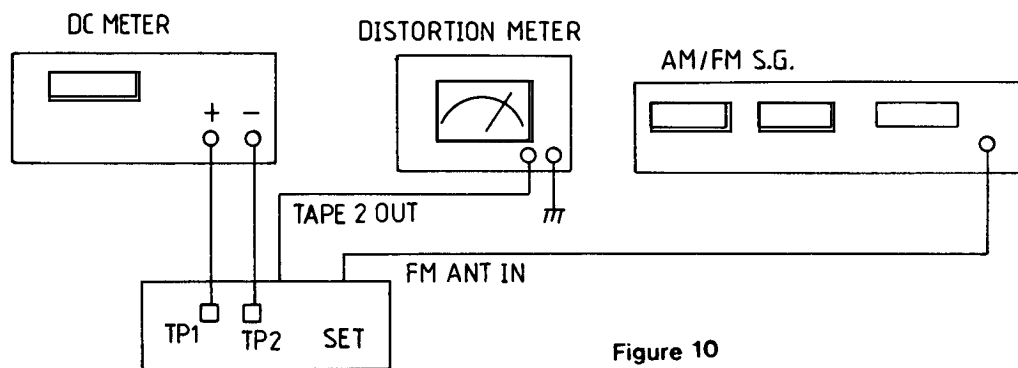 DC METER
DISTORTION METER
AM/FM S.G.
+ −
TAPE 2 OUT
FM ANT IN
TP1 TP2 SET
Figure 10